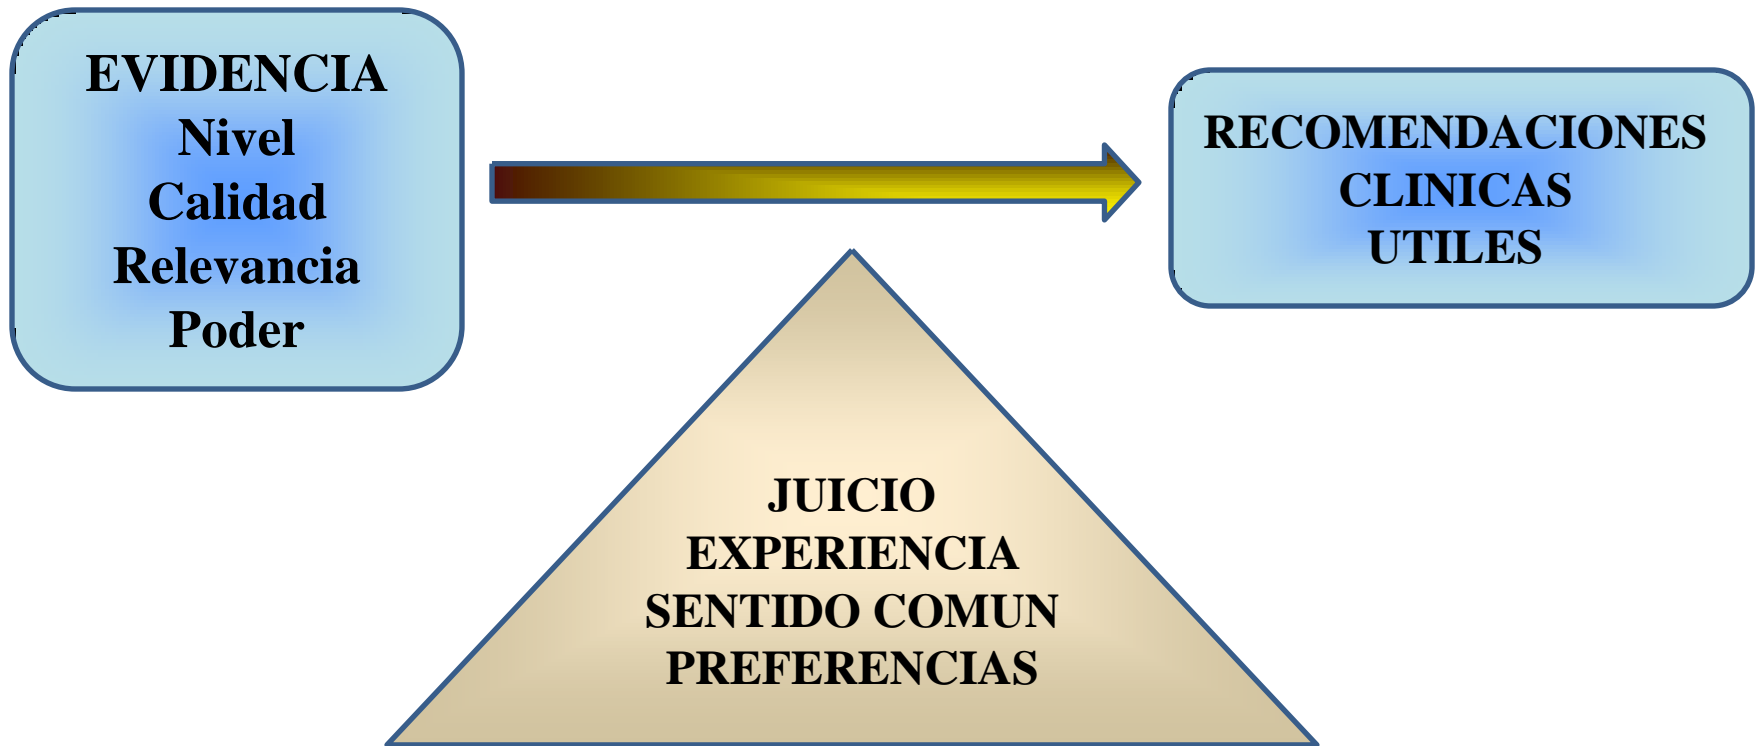 EVIDENCIA
Nivel
Calidad
Relevancia
Poder
RECOMENDACIONES
CLINICAS
UTILES
JUICIO
EXPERIENCIA
SENTIDO COMUN
PREFERENCIAS